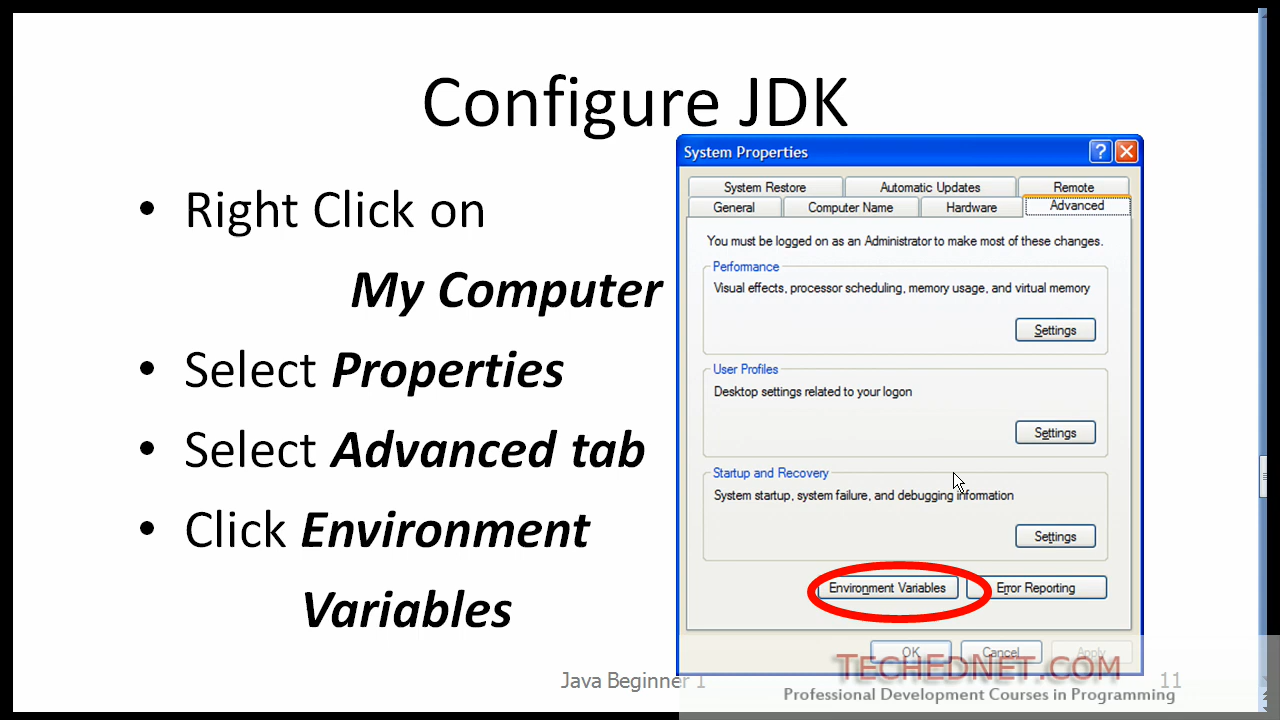 Configure JDK
• Right Click on
My Computer
• Select Properties
• Select Advanced tab
• Click Environment
Variables
System Properties
?
System Restore Automatic Updates Remote
General Computer Name Hardware Advanced
You must be logged on as an Administrator to make most of these changes.
Performance
Visual effects, processor scheduling, memory usage, and virtual memory
Settings
User Profiles
Desktop settings related to your logon
Settings
Startup and Recovery
System startup, system failure, and debugging information
Settings
Environment Variables Error Reporting
OK Cancel Apply
Java Beginner 1 11
TECHEDNET.COM
Professional Development Courses in Programming